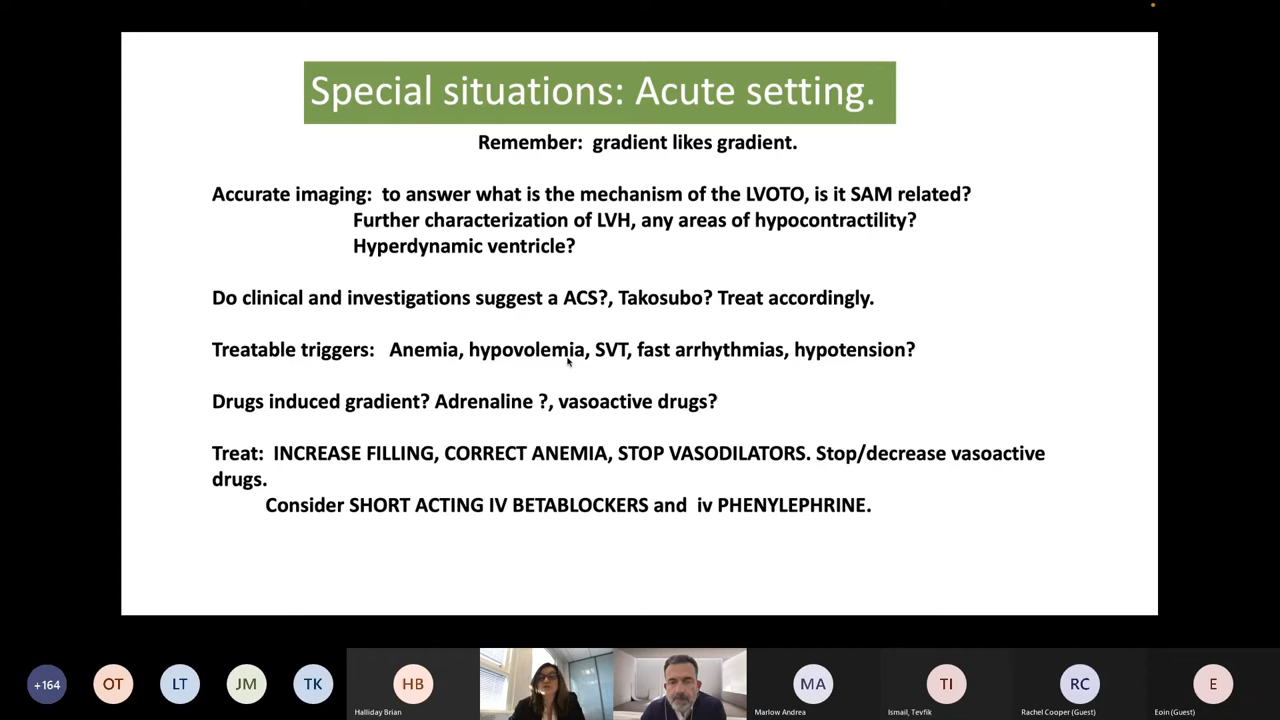 Special situations: Acute setting.
Remember: gradient likes gradient.
Accurate imaging: to answer what is the mechanism of the LVOTO, is it SAM related?
Further characterization of LVH, any areas of hypocontractility?
Hyperdynamic ventricle?
Do clinical and investigations suggest a ACS?, Takosubo? Treat accordingly.
Treatable triggers: Anemia, hypovolemia, SVT, fast arrhythmias, hypotension?
Drugs induced gradient? Adrenaline ?, vasoactive drugs?
Treat: INCREASE FILLING, CORRECT ANEMIA, STOP VASODILATORS. Stop/decrease vasoactive
drugs.
Consider SHORT ACTING IV BETABLOCKERS and iv PHENYLEPHRINE.
+164 OT LT JM TK HB MA TI RC E
Halliday Brian Marlow Andrea Ismail, Tevfik Rachel Cooper (Guest) Eoin (Guest)